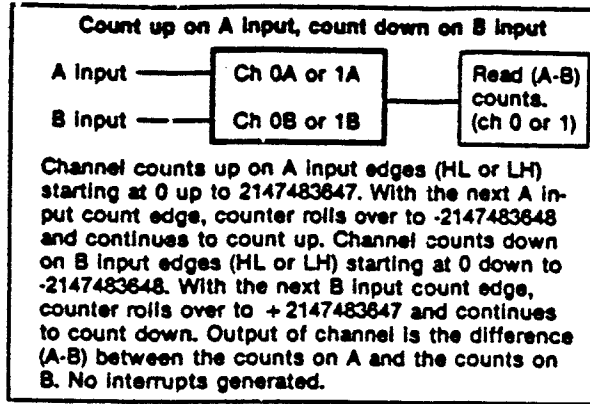 Count up on A input, count down on B input
A input
Ch 0A or 1A
Read (A-B)
counts.
(ch 0 or 1)
B input
Ch 0B or 1B
Channel counts up on A input edges (HL or LH)
starting at 0 up to 2147483647. With the next A in-
put count edge, counter rolls over to -2147483648
and continues to count up. Channel counts down
on B input edges (HL or LH) starting at 0 down to
-2147483648. With the next B input count edge,
counter rolls over to + 2147483647 and continues
to count down. Output of channel is the difference
(A-B) between the counts on A and the counts on
B. No interrupts generated.